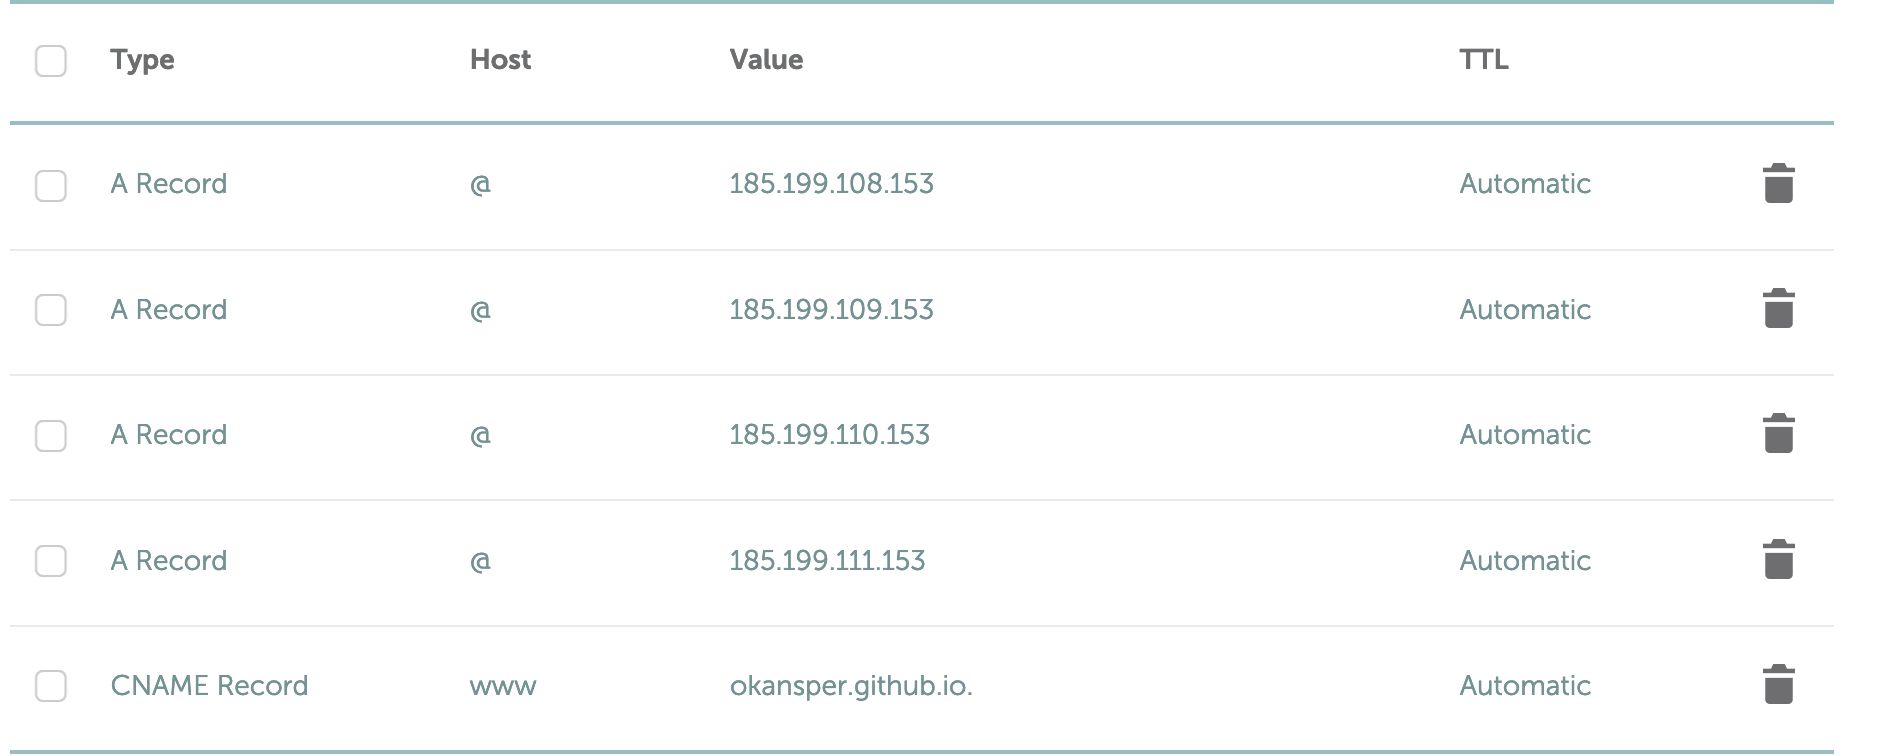 Type Host Value TTL
A Record @ 185.199.108.153 Automatic
A Record @ 185.199.109.153 Automatic
A Record @ 185.199.110.153 Automatic
A Record @ 185.199.111.153 Automatic
CNAME Record www okansper.github.io. Automatic